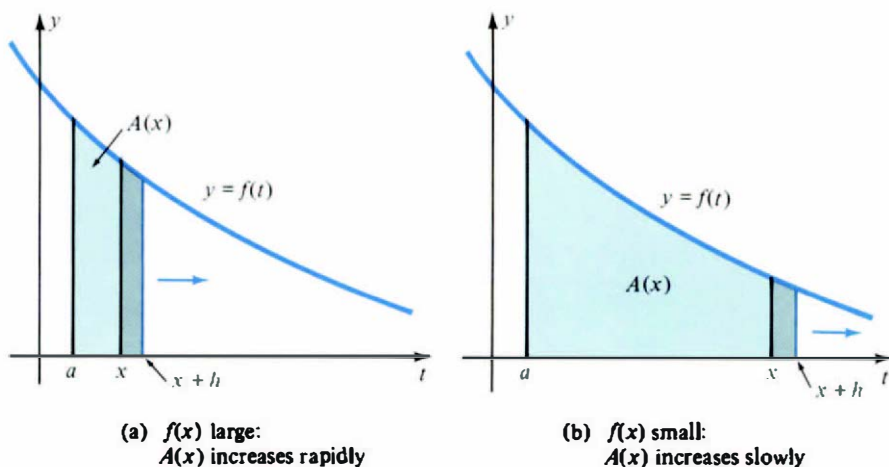 y
A(x)
y = f(t)
a
x
x + h
t
(a) f(x) large:
A(x) increases rapidly
y
y = f(t)
A(x)
a
x
x + h
t
(b) f(x) small:
A(x) increases slowly